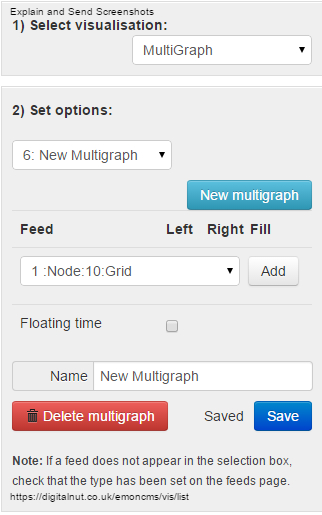 Explain and Send Screenshots
1) Select visualisation:
MultiGraph
2) Set options:
6: New Multigraph
New multigraph
Feed Left Right Fill
1 :Node:10:Grid Add
Floating time
Name New Multigraph
Delete multigraph Saved Save
Note: If a feed does not appear in the selection box,
check that the type has been set on the feeds page.
https://digitalnut.co.uk/emoncms/vis/list